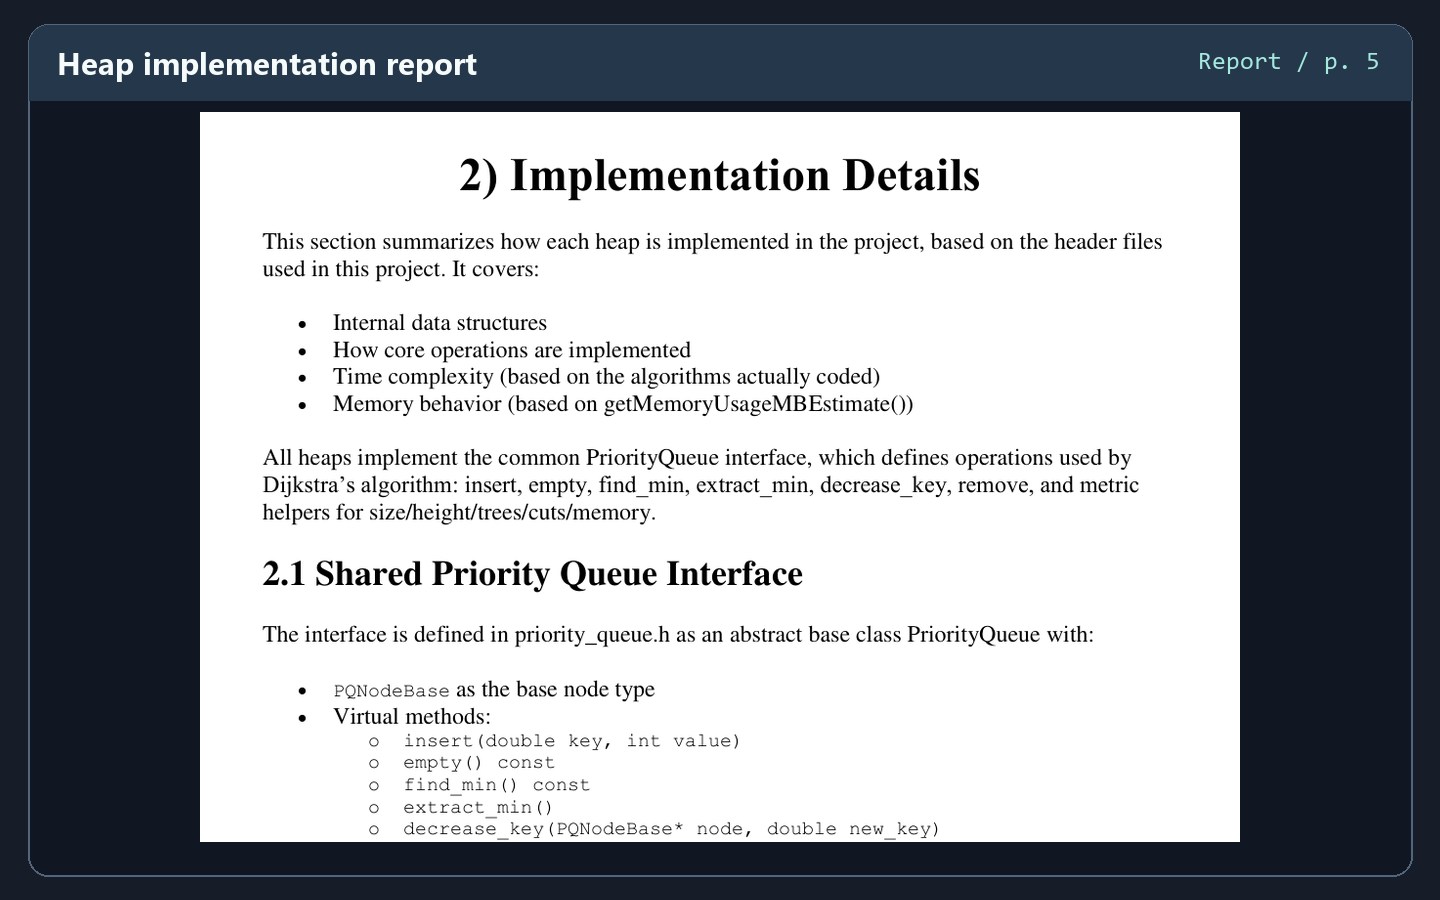 Heap implementation report
Report / p. 5
2) Implementation Details
This section summarizes how each heap is implemented in the project, based on the header files
used in this project. It covers:
• Internal data structures
• How core operations are implemented
• Time complexity (based on the algorithms actually coded)
• Memory behavior (based on getMemoryUsageMBEstimate())
All heaps implement the common PriorityQueue interface, which defines operations used by
Dijkstra’s algorithm: insert, empty, find_min, extract_min, decrease_key, remove, and metric
helpers for size/height/trees/cuts/memory.
2.1 Shared Priority Queue Interface
The interface is defined in priority_queue.h as an abstract base class PriorityQueue with:
• PQNodeBase as the base node type
• Virtual methods:
o insert(double key, int value)
o empty() const
o find_min() const
o extract_min()
o decrease_key(PQNodeBase* node, double new_key)